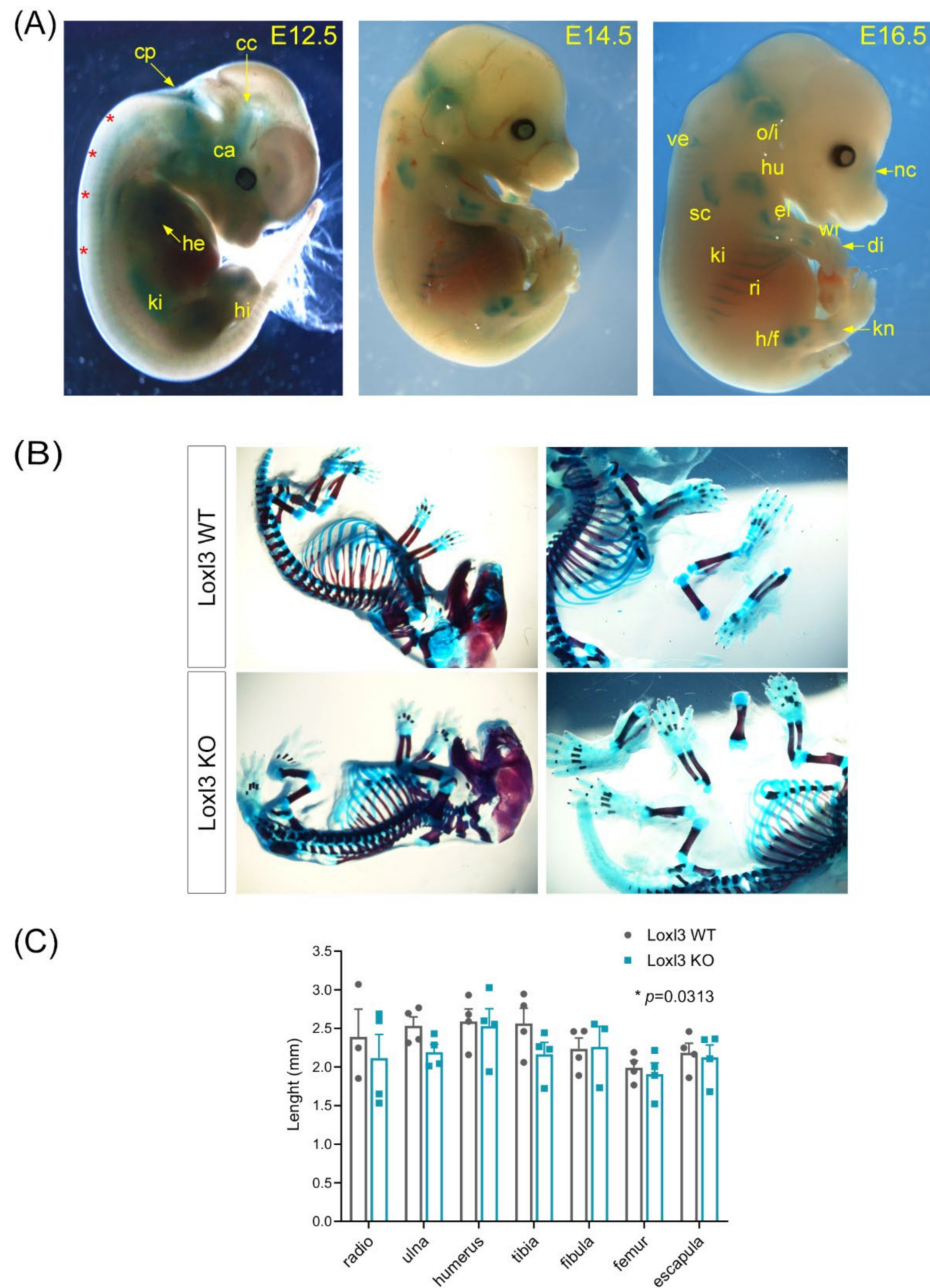 (A)
E12.5
cp
cc
ca
he
ki
hi
E14.5
E16.5
ve
o/i
hu
nc
sc
el
wr
di
ki
ri
h/f
kn
(B)
Loxl3 WT
Loxl3 KO
(C)
Loxl3 WT
Loxl3 KO
* p=0.0313
Lenght (mm)
3.5
3.0
2.5
2.0
1.5
1.0
0.5
0.0
radio
ulna
humerus
tibia
fibula
femur
escapula